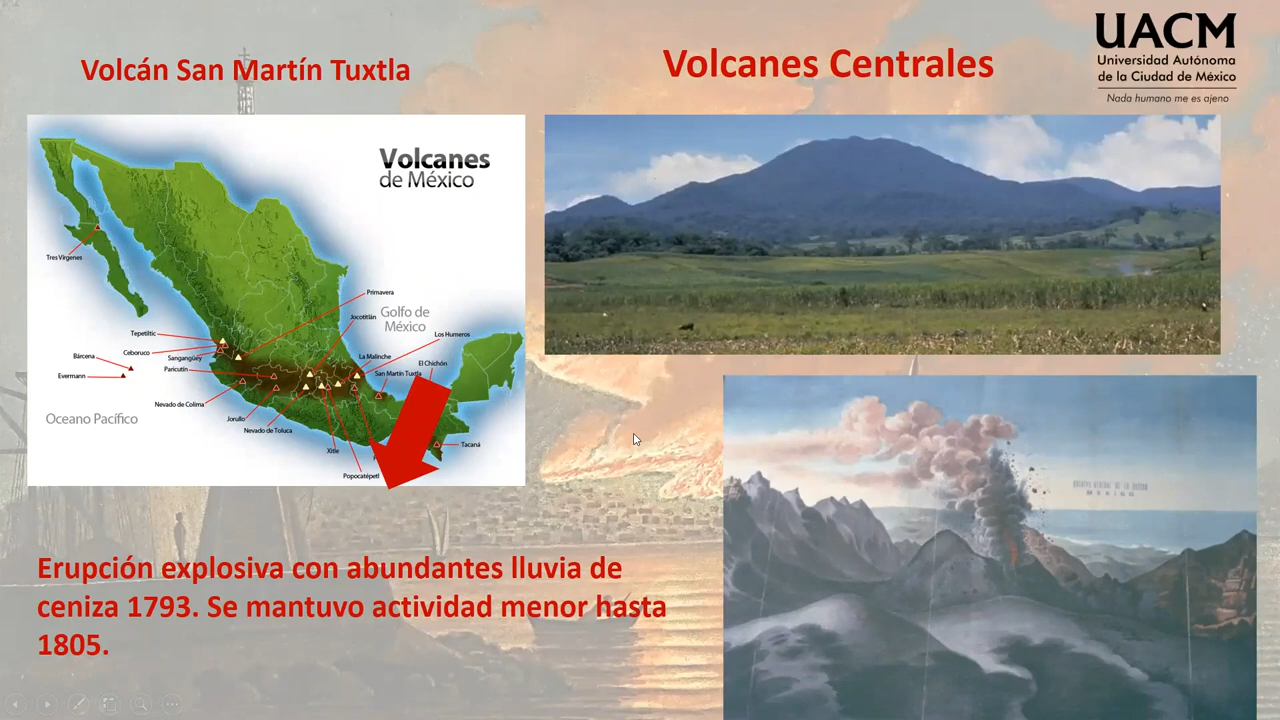 Volcán San Martín Tuxtla
Volcanes Centrales
UACM
Universidad Autónoma
de la Ciudad de México
Nada humano me es ajeno
Volcanes
de México
Tres Virgenes
Primavera
Jocotitlán
Golfo de
México
Los Humeros
Tepetiltic
Ceboruco
Sangangüey
La Malinche
El Chichón
Bárcena
Evermann
Paricutín
San Martín Tuxtla
Nevado de Colima
Oceano Pacífico
Jorullo
Nevado de Toluca
Xitle
Tacaná
Popocatépetl
MEXICO
Erupción explosiva con abundantes lluvia de
ceniza 1793. Se mantuvo actividad menor hasta
1805.